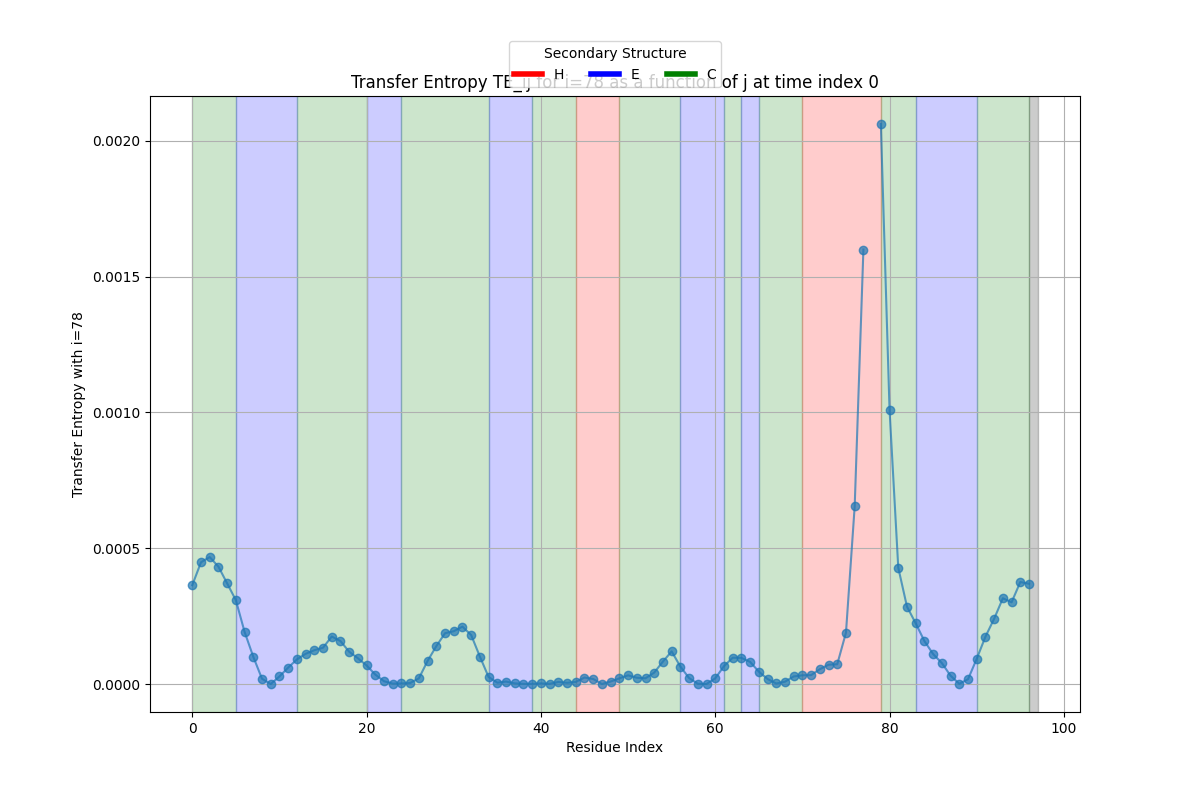 Secondary Structure
H E C
Transfer Entropy TE_ij for i=78 as a function of j at time index 0
Transfer Entropy with i=78
0.0020
0.0015
0.0010
0.0005
0.0000
0 20 40 60 80 100
Residue Index